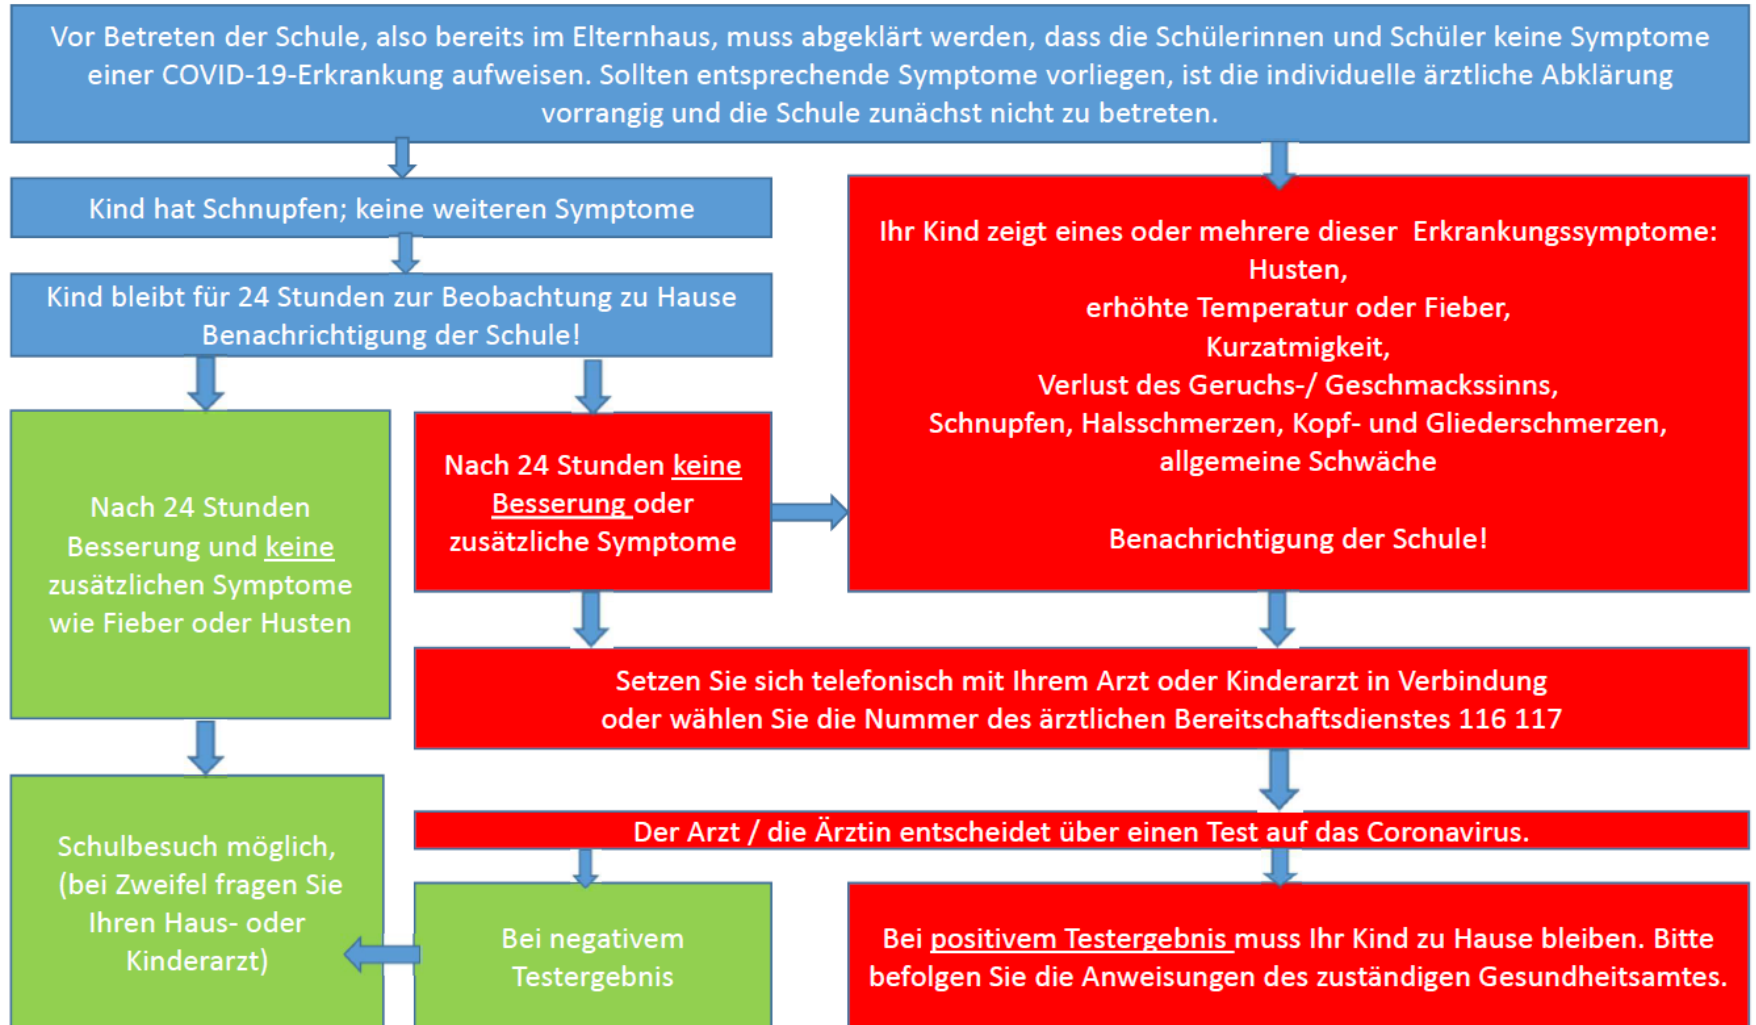 Vor Betreten der Schule, also bereits im Elternhaus, muss abgeklärt werden, dass die Schülerinnen und Schüler keine Symptome
einer COVID-19-Erkrankung aufweisen. Sollten entsprechende Symptome vorliegen, ist die individuelle ärztliche Abklärung
vorrangig und die Schule zunächst nicht zu betreten.
Kind hat Schnupfen; keine weiteren Symptome
Kind bleibt für 24 Stunden zur Beobachtung zu Hause
Benachrichtigung der Schule!
Nach 24 Stunden
Besserung und keine
zusätzlichen Symptome
wie Fieber oder Husten
Nach 24 Stunden keine
Besserung oder
zusätzliche Symptome
Ihr Kind zeigt eines oder mehrere dieser Erkrankungssymptome:
Husten,
erhöhte Temperatur oder Fieber,
Kurzatmigkeit,
Verlust des Geruchs-/ Geschmackssinns,
Schnupfen, Halsschmerzen, Kopf- und Gliederschmerzen,
allgemeine Schwäche
Benachrichtigung der Schule!
Setzen Sie sich telefonisch mit Ihrem Arzt oder Kinderarzt in Verbindung
oder wählen Sie die Nummer des ärztlichen Bereitschaftsdienstes 116 117
Der Arzt / die Ärztin entscheidet über einen Test auf das Coronavirus.
Schulbesuch möglich,
(bei Zweifel fragen Sie
Ihren Haus- oder
Kinderarzt)
Bei negativem
Testergebnis
Bei positivem Testergebnis muss Ihr Kind zu Hause bleiben. Bitte
befolgen Sie die Anweisungen des zuständigen Gesundheitsamtes.